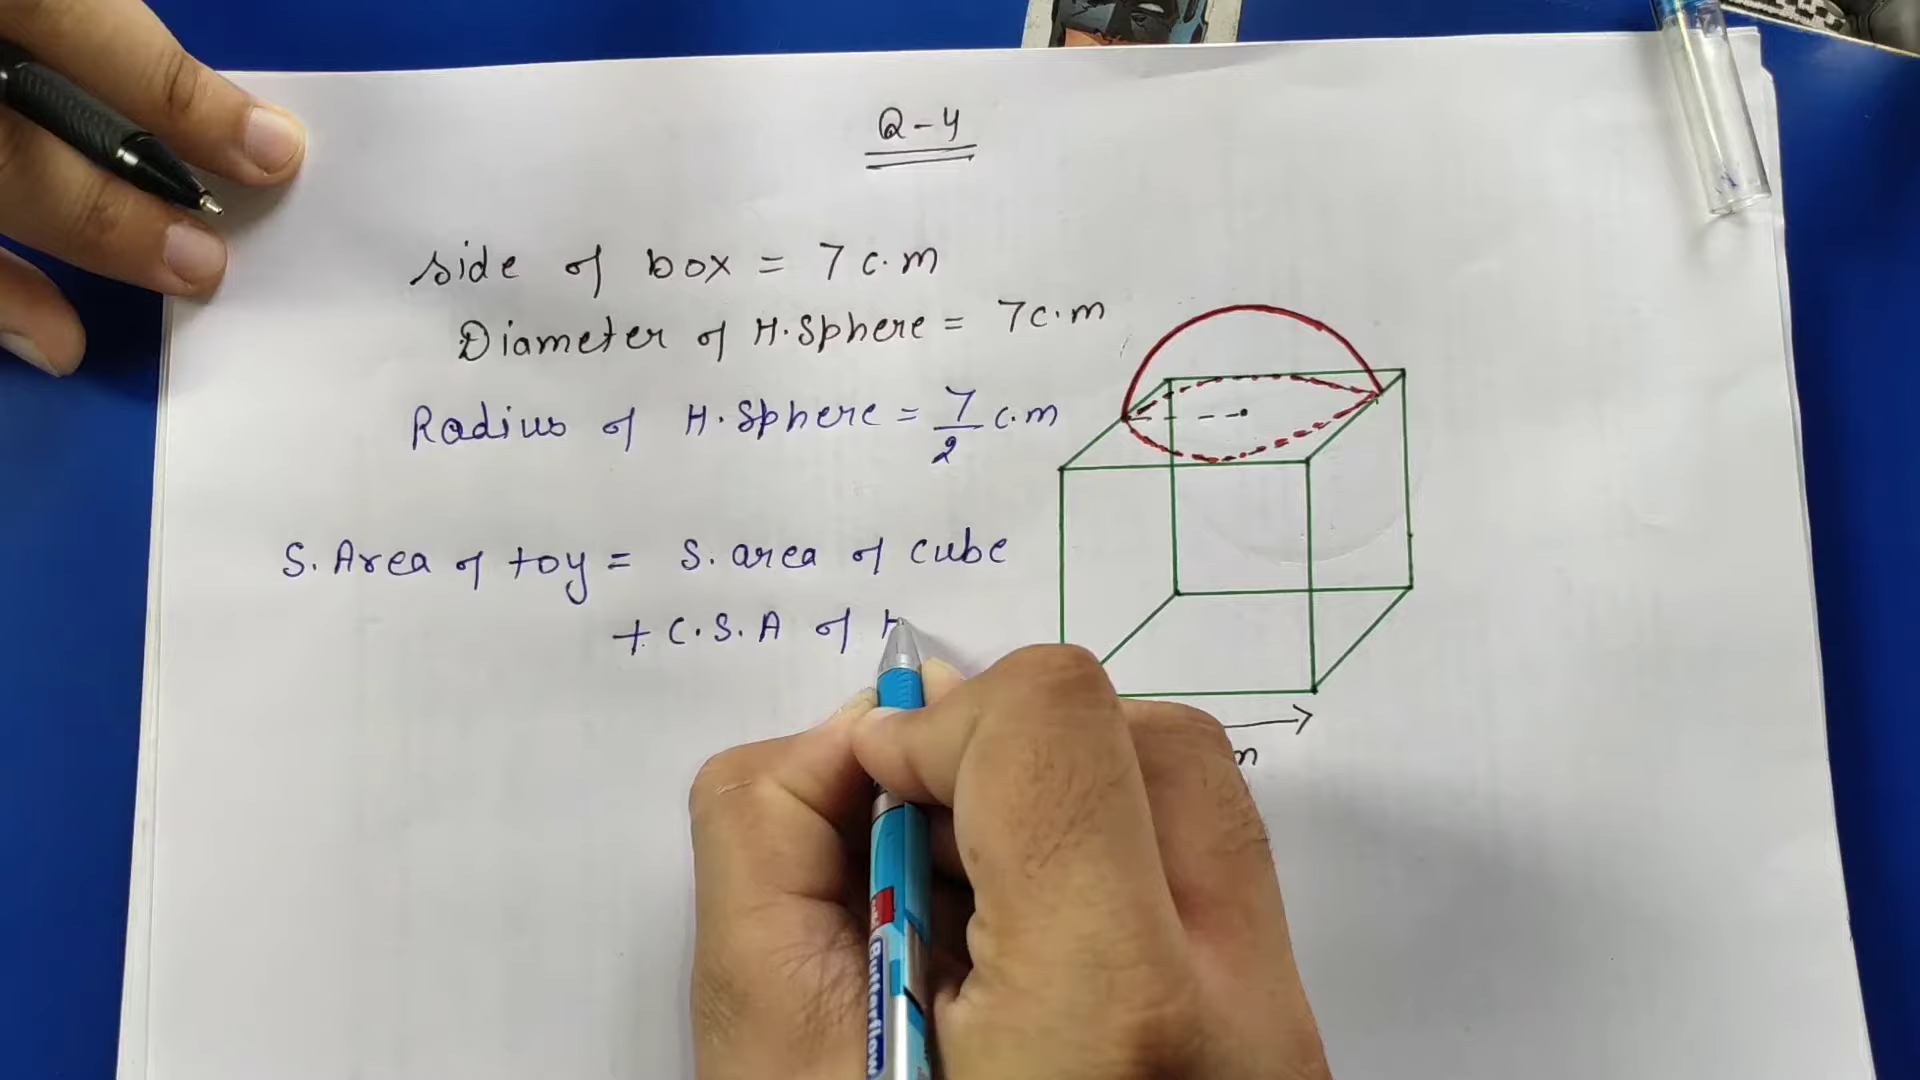 Q-4
Side of box = 7 c.m
Diameter of H.Sphere = 7c.m
Radius of H.Sphere = 7/2 c.m
S.Area of toy = S. area of cube
+ C.S.A of H
m
Butterflow